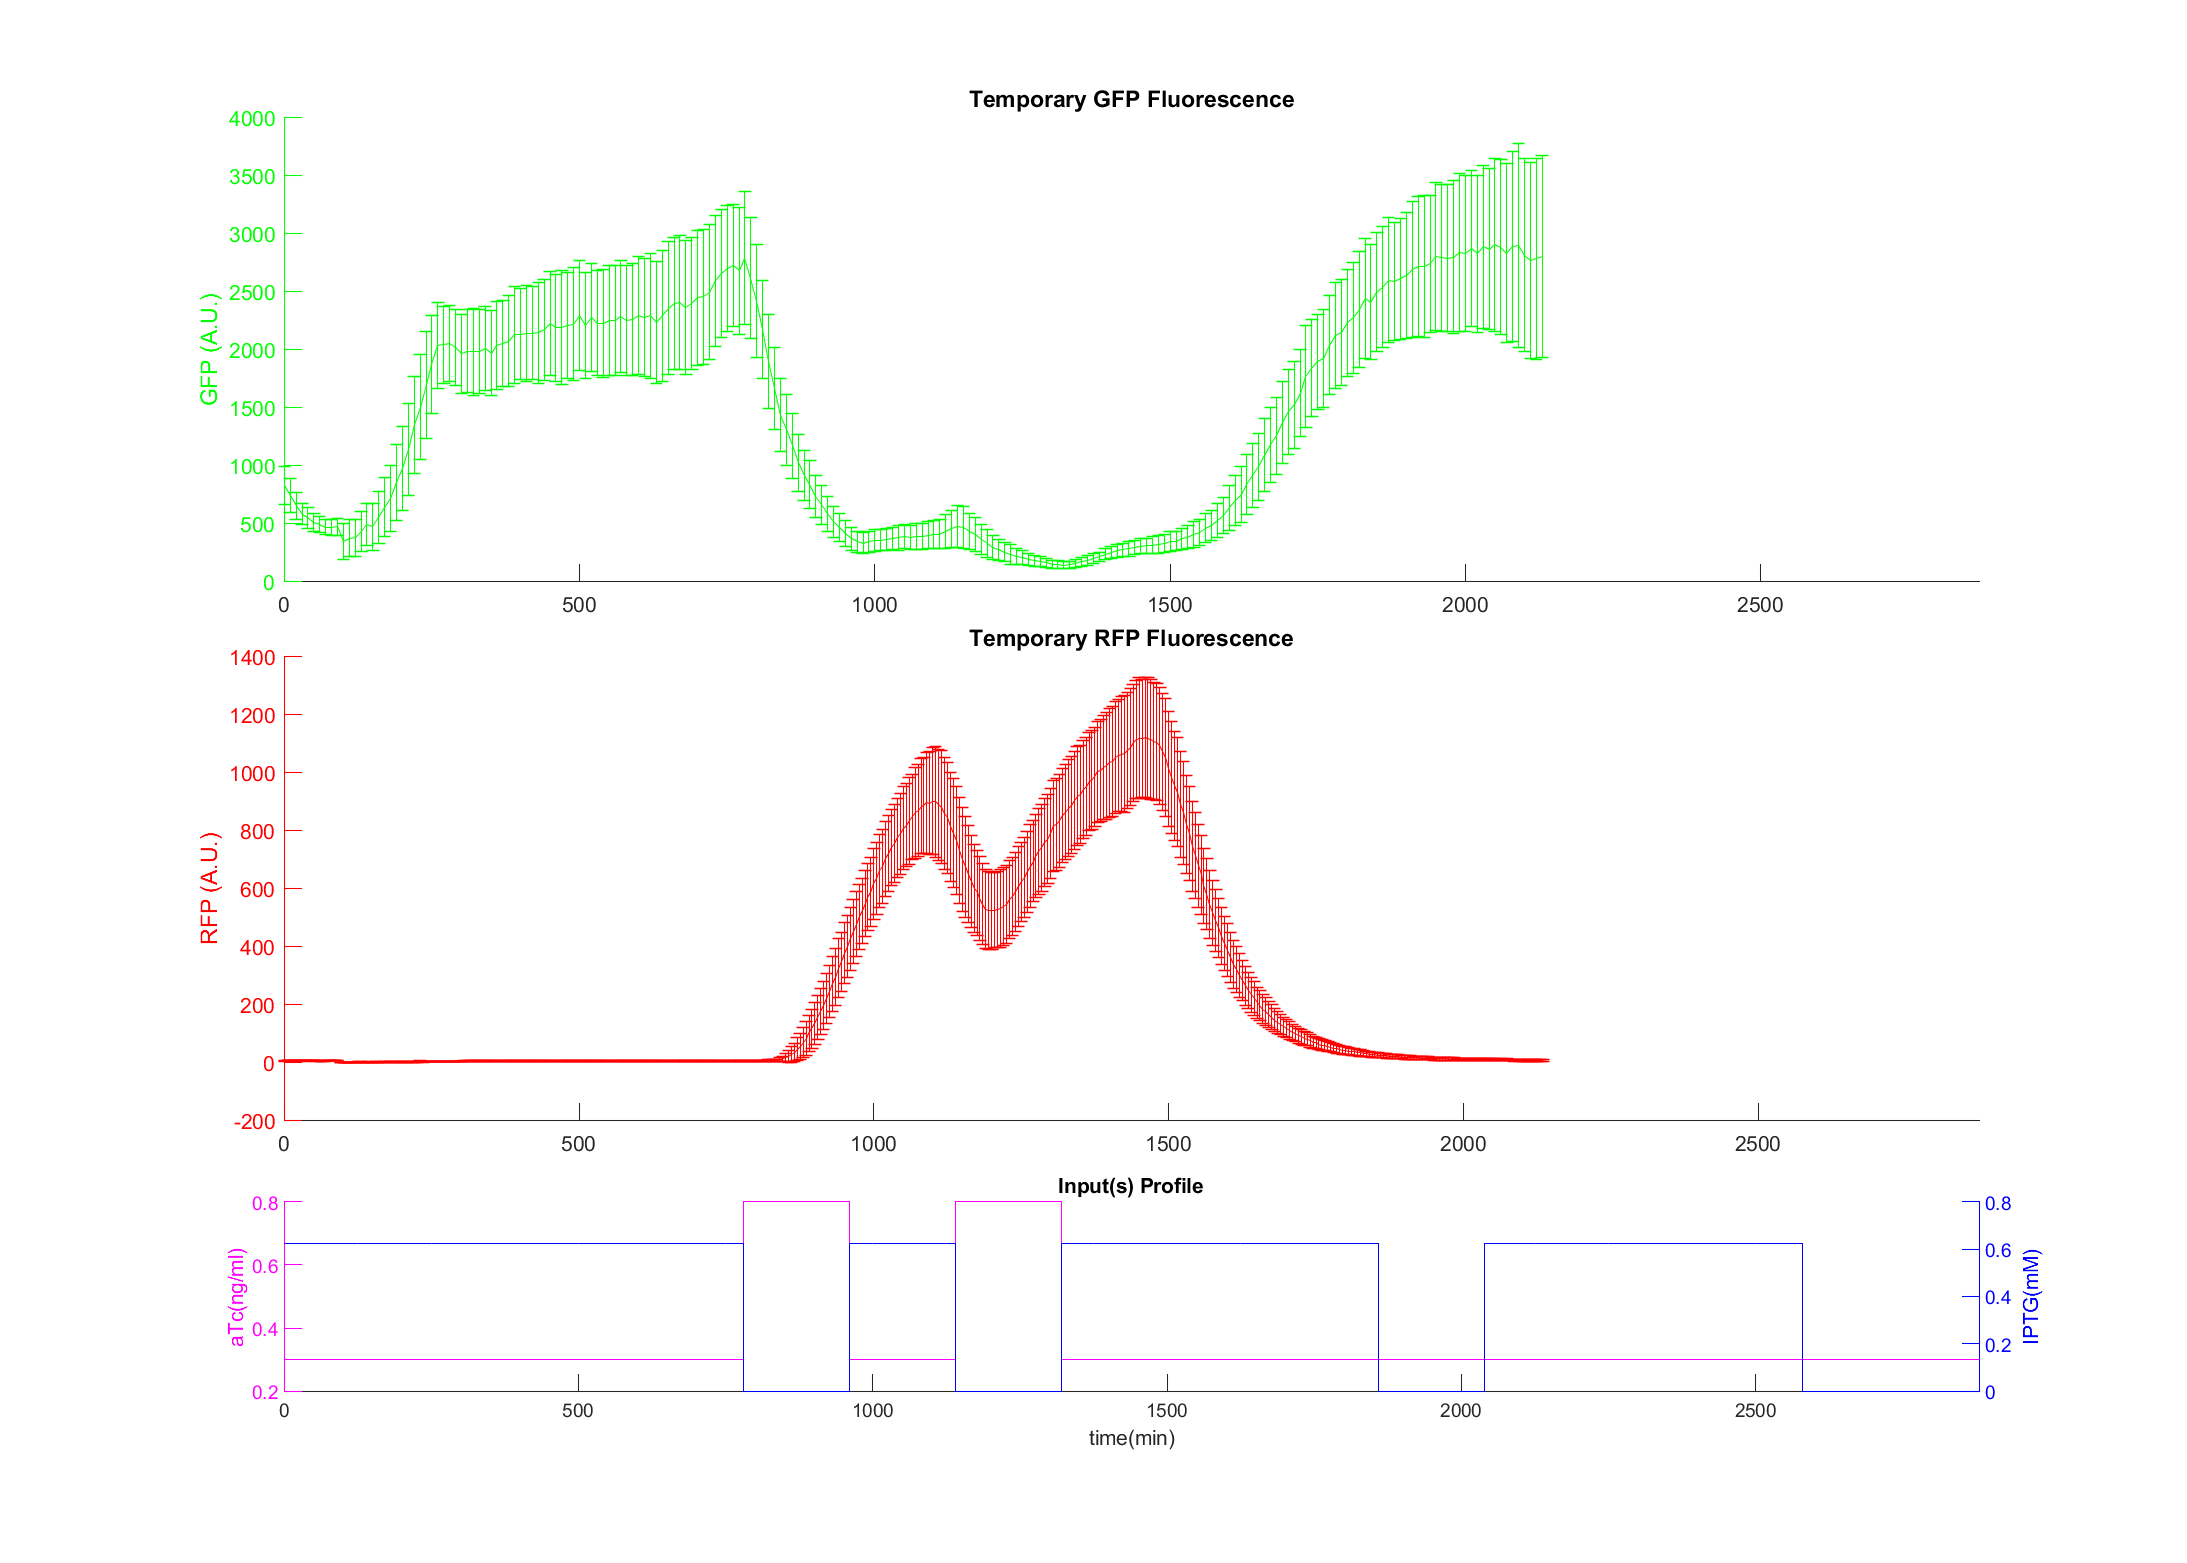 Temporary GFP Fluorescence
4000
3500
3000
2500
2000
1500
1000
500
0
GFP (A.U.)
0 500 1000 1500 2000 2500
Temporary RFP Fluorescence
1400
1200
1000
800
600
400
200
0
-200
RFP (A.U.)
0 500 1000 1500 2000 2500
Input(s) Profile
0.8
0.6
0.4
0.2
aTc(ng/ml)
0.8
0.6
0.4
0.2
0
IPTG(mM)
0 500 1000 1500 2000 2500
time(min)